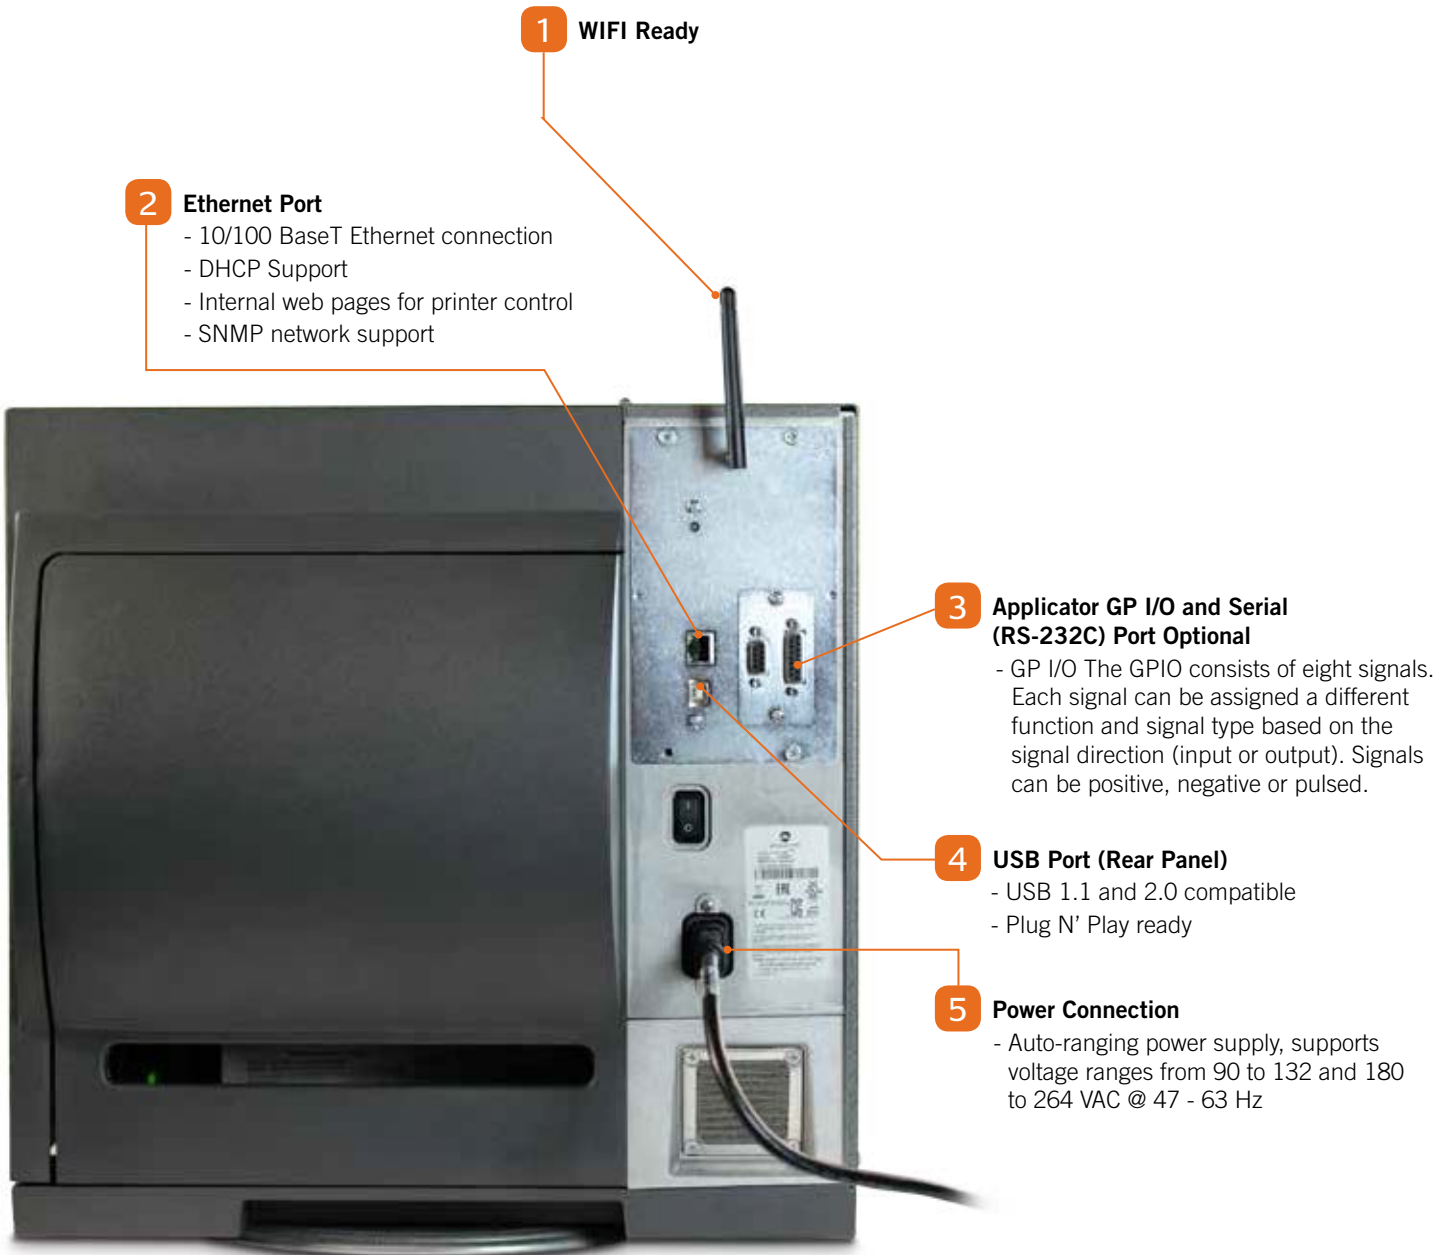 1 WIFI Ready
2 Ethernet Port
- 10/100 BaseT Ethernet connection
- DHCP Support
- Internal web pages for printer control
- SNMP network support
3 Applicator GP I/O and Serial
(RS-232C) Port Optional
- GP I/O The GPIO consists of eight signals.
Each signal can be assigned a different
function and signal type based on the
signal direction (input or output). Signals
can be positive, negative or pulsed.
4 USB Port (Rear Panel)
- USB 1.1 and 2.0 compatible
- Plug N’ Play ready
5 Power Connection
- Auto-ranging power supply, supports
voltage ranges from 90 to 132 and 180
to 264 VAC @ 47 - 63 Hz
EAC
CE